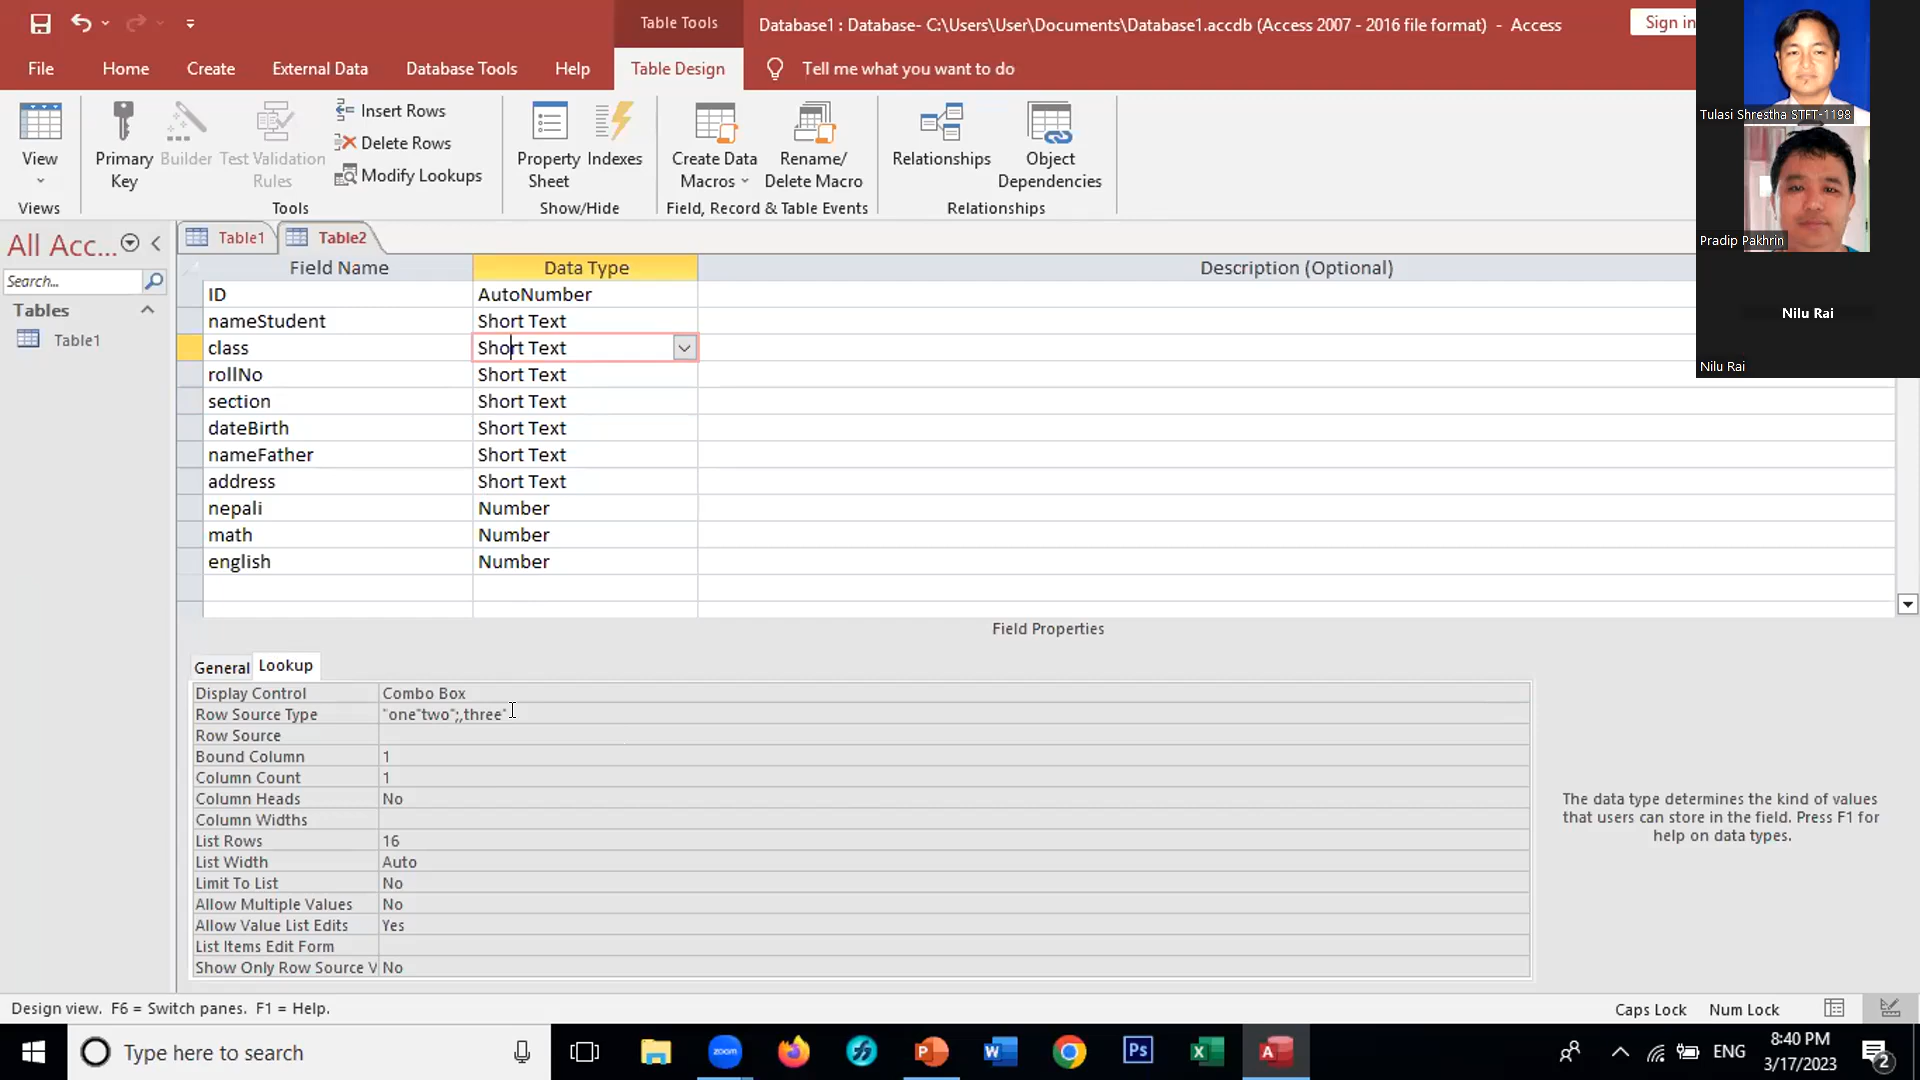 Table Tools
Database1 : Database- C:\Users\User\Documents\Database1.accdb (Access 2007 - 2016 file format) - Access
Sign in
File Home Create External Data Database Tools Help Table Design Tell me what you want to do
View
Views
Primary Key
Builder
Test Validation Rules
Insert Rows
Delete Rows
Modify Lookups
Tools
Property Sheet
Indexes
Show/Hide
Create Data Macros
Rename/ Delete Macro
Field, Record & Table Events
Relationships
Object Dependencies
Relationships
Tulasi Shrestha STFT-1198
Pradip Pakhrin
Nilu Rai
Nilu Rai
All Acc...
Search...
Tables
Table1
Table1 Table2
Field Name Data Type Description (Optional)
ID AutoNumber
nameStudent Short Text
class Short Text
rollNo Short Text
section Short Text
dateBirth Short Text
nameFather Short Text
address Short Text
nepali Number
math Number
english Number
Field Properties
General Lookup
Display Control Combo Box
Row Source Type "one"two";,three"
Row Source
Bound Column 1
Column Count 1
Column Heads No
Column Widths
List Rows 16
List Width Auto
Limit To List No
Allow Multiple Values No
Allow Value List Edits Yes
List Items Edit Form
Show Only Row Source V No
The data type determines the kind of values
that users can store in the field. Press F1 for
help on data types.
Design view. F6 = Switch panes. F1 = Help.
Caps Lock Num Lock
Type here to search
zoom
Ps
ENG
8:40 PM
3/17/2023
2